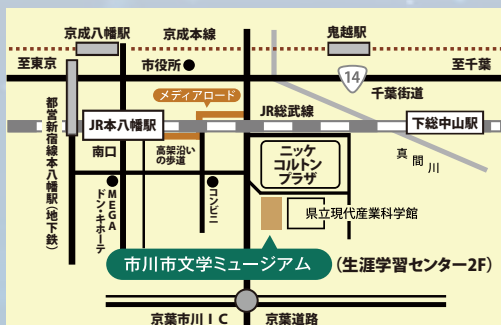 京成八幡駅
京成本線
鬼越駅
至東京
市役所
14
至千葉
千葉街道
メディアロード
JR総武線
都営新宿線本八幡駅(地下鉄)
JR本八幡駅
下総中山駅
南口
高架沿い
の歩道
ニッケ
コルトン
プラザ
真間川
MEGA
ドン・キホーテ
コンビニ
県立現代産業科学館
市川市文学ミュージアム
(生涯学習センター2F)
京葉市川IC
京葉道路